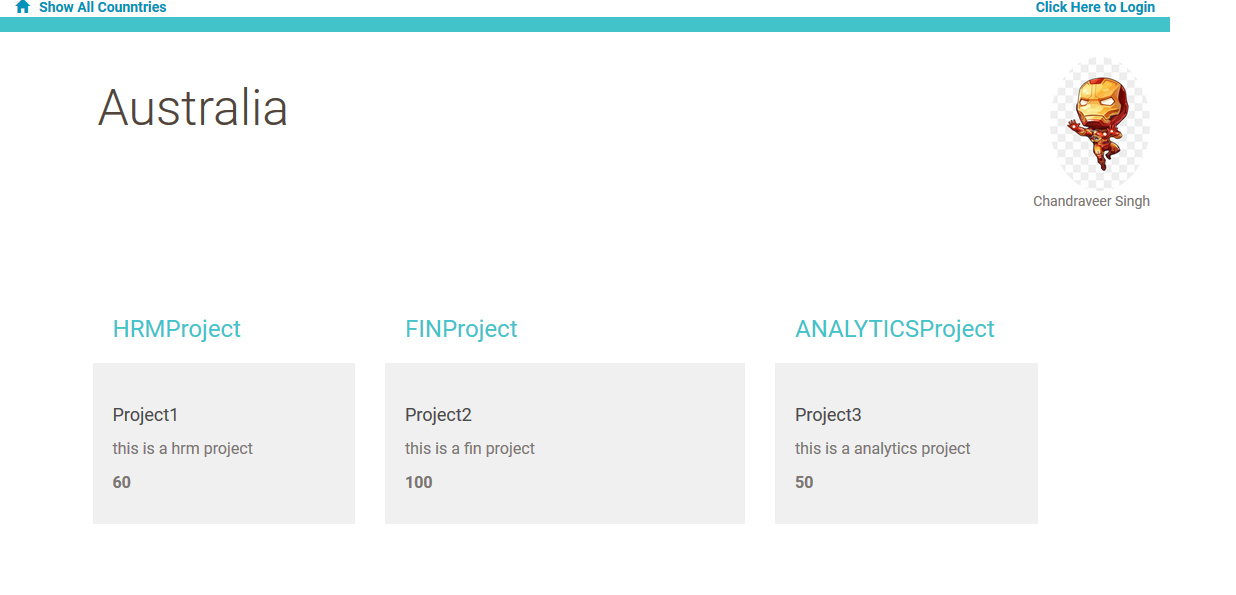 Show All Counntries
Click Here to Login
Australia
Chandraveer Singh
HRMProject
FINProject
ANALYTICSProject
Project1
this is a hrm project
60
Project2
this is a fin project
100
Project3
this is a analytics project
50